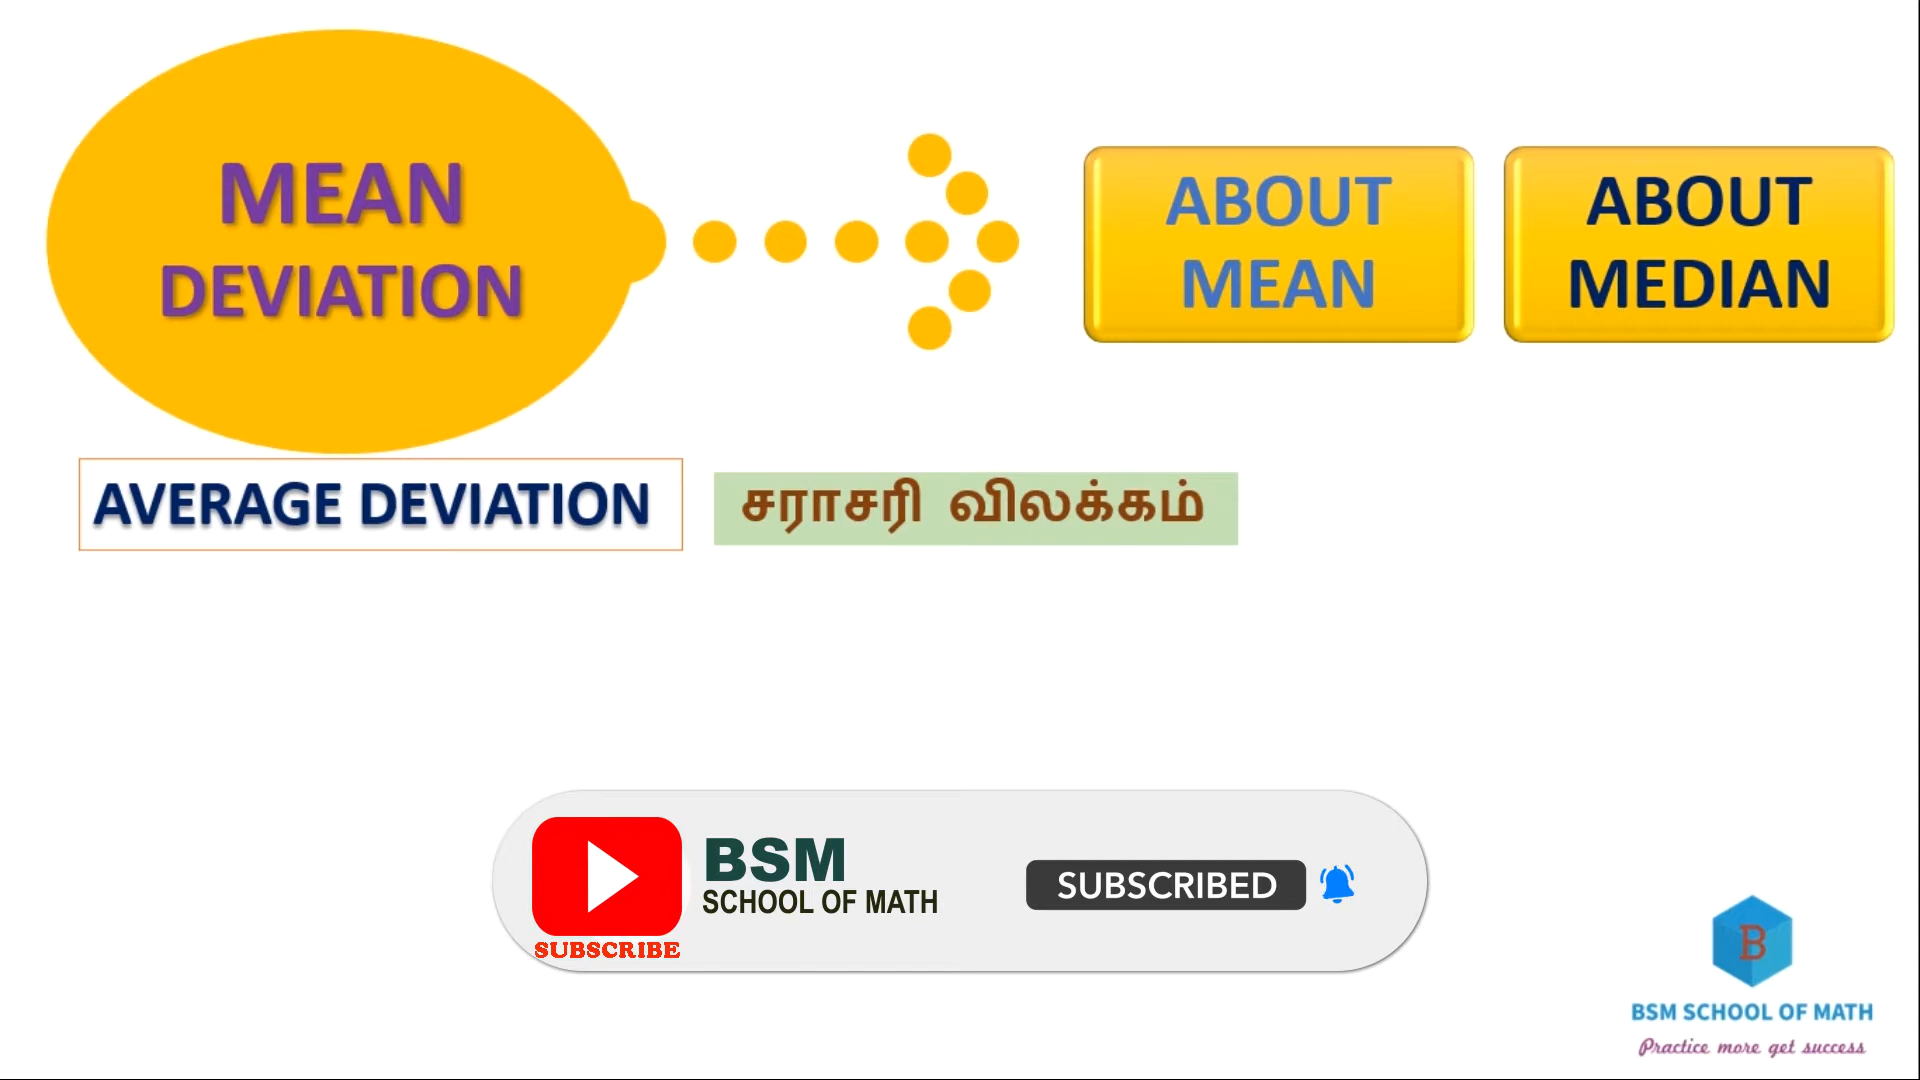 MEAN
DEVIATION
ABOUT
MEAN
ABOUT
MEDIAN
AVERAGE DEVIATION
சராசரி விலக்கம்
BSM
SCHOOL OF MATH
SUBSCRIBE
SUBSCRIBED
B
BSM SCHOOL OF MATH
Practice more get success